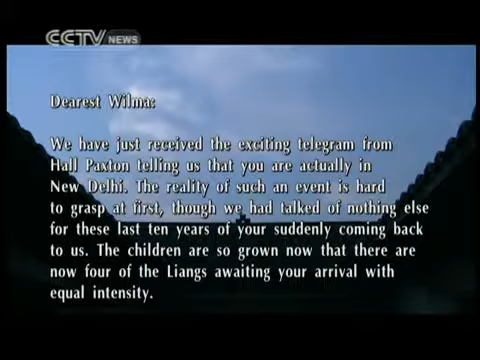 CCTV NEWS
Dearest Wilma:
We have just received the exciting telegram from
Hall Paxton telling us that you are actually in
New Delhi. The reality of such an event is hard
to grasp at first, though we had talked of nothing else
for these last ten years of your suddenly coming back
to us. The children are so grown now that there are
now four of the Liangs awaiting your arrival with
equal intensity.